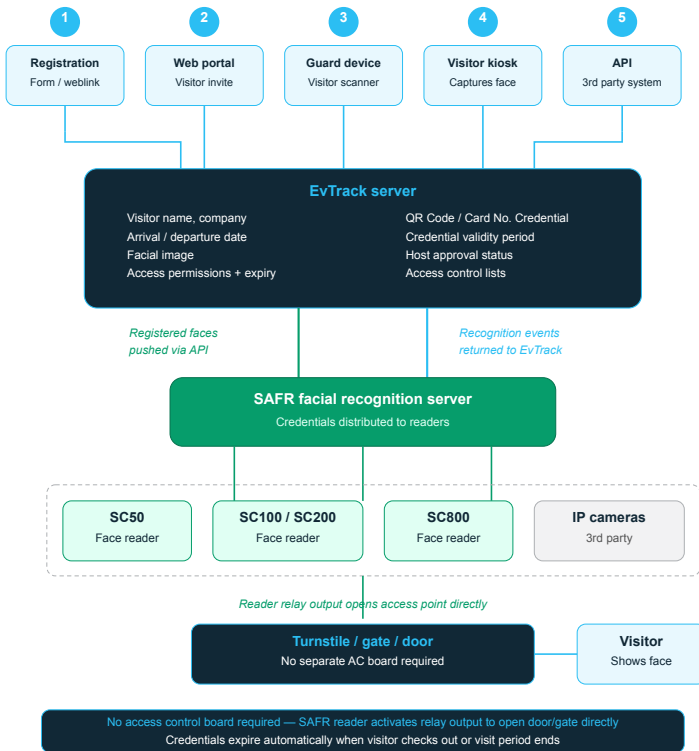 1
2
3
4
5
Registration
Form / weblink
Web portal
Visitor invite
Guard device
Visitor scanner
Visitor kiosk
Captures face
API
3rd party system
EvTrack server
Visitor name, company
Arrival / departure date
Facial image
Access permissions + expiry
QR Code / Card No. Credential
Credential validity period
Host approval status
Access control lists
Registered faces
pushed via API
Recognition events
returned to EvTrack
SAFR facial recognition server
Credentials distributed to readers
SC50
Face reader
SC100 / SC200
Face reader
SC800
Face reader
IP cameras
3rd party
Reader relay output opens access point directly
Turnstile / gate / door
No separate AC board required
Visitor
Shows face
No access control board required — SAFR reader activates relay output to open door/gate directly
Credentials expire automatically when visitor checks out or visit period ends